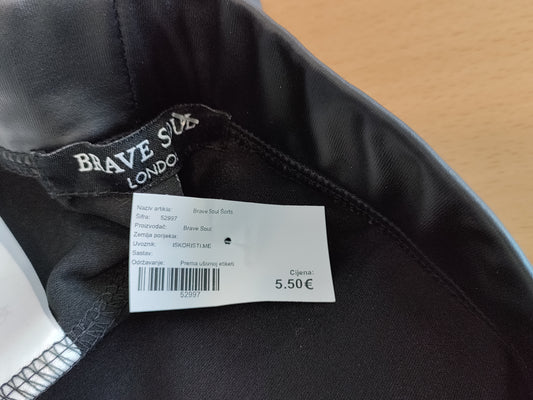 BRAVE SOUL
LONDON
Naziv artikla: Brave Soul Šorts
Šifra: 52997
Proizvođač: Brave Soul
Zemlja porijekla:
Uvoznik: ISKORISTI.ME
Sastav:
Održavanje: Prema ušivnoj etiketi
52997
Cijena:
5.50€